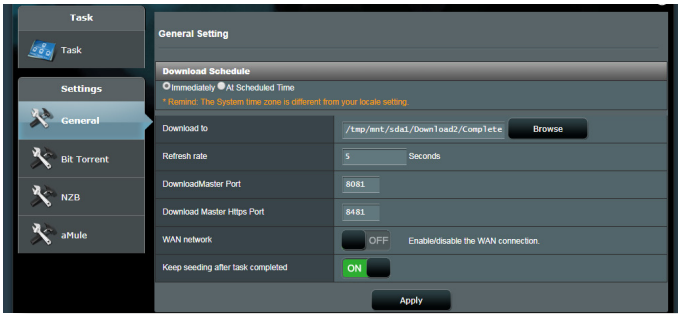 Task
Task
Settings
General
Bit Torrent
NZB
aMule
General Setting
Download Schedule
Immediately At Scheduled Time
* Remind: The System time zone is different from your locale setting.
Download to /tmp/mnt/sda1/Download2/Complete Browse
Refresh rate 5 Seconds
DownloadMaster Port 8081
Download Master Https Port 8481
WAN network OFF Enable/disable the WAN connection.
Keep seeding after task completed ON
Apply